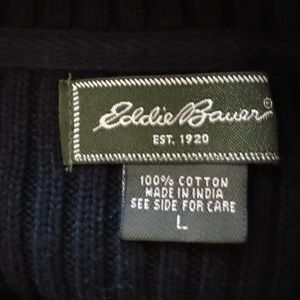 Eddie Bauer®
EST. 1920
100% COTTON
MADE IN INDIA
SEE SIDE FOR CARE
L